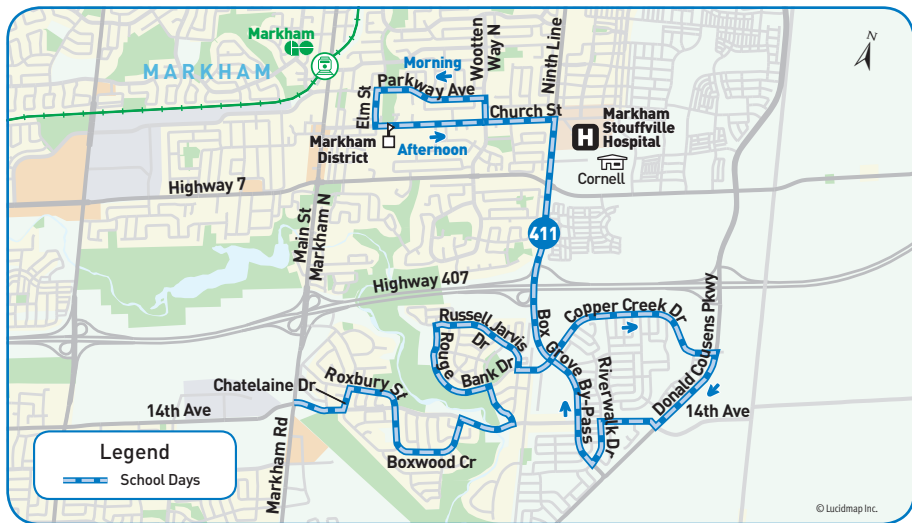 Markham
MARKHAM
N
Wootten
Way N
Ninth Line
Morning
Parkway Ave
Elm St
Church St
Markham
Stouffville
Hospital
H
Markham
District
Afternoon
Cornell
Highway 7
Main St
Markham N
411
Highway 407
Donald Cousens Pkwy
Copper Creek Dr
Russell Jarvis
Dr
Rouge
Bank Dr
Box Grove By-Pass
Riverwalk Dr
Chatelaine Dr
Roxbury St
14th Ave
14th Ave
Boxwood Cr
Markham Rd
Legend
School Days
© Lucidmap Inc.